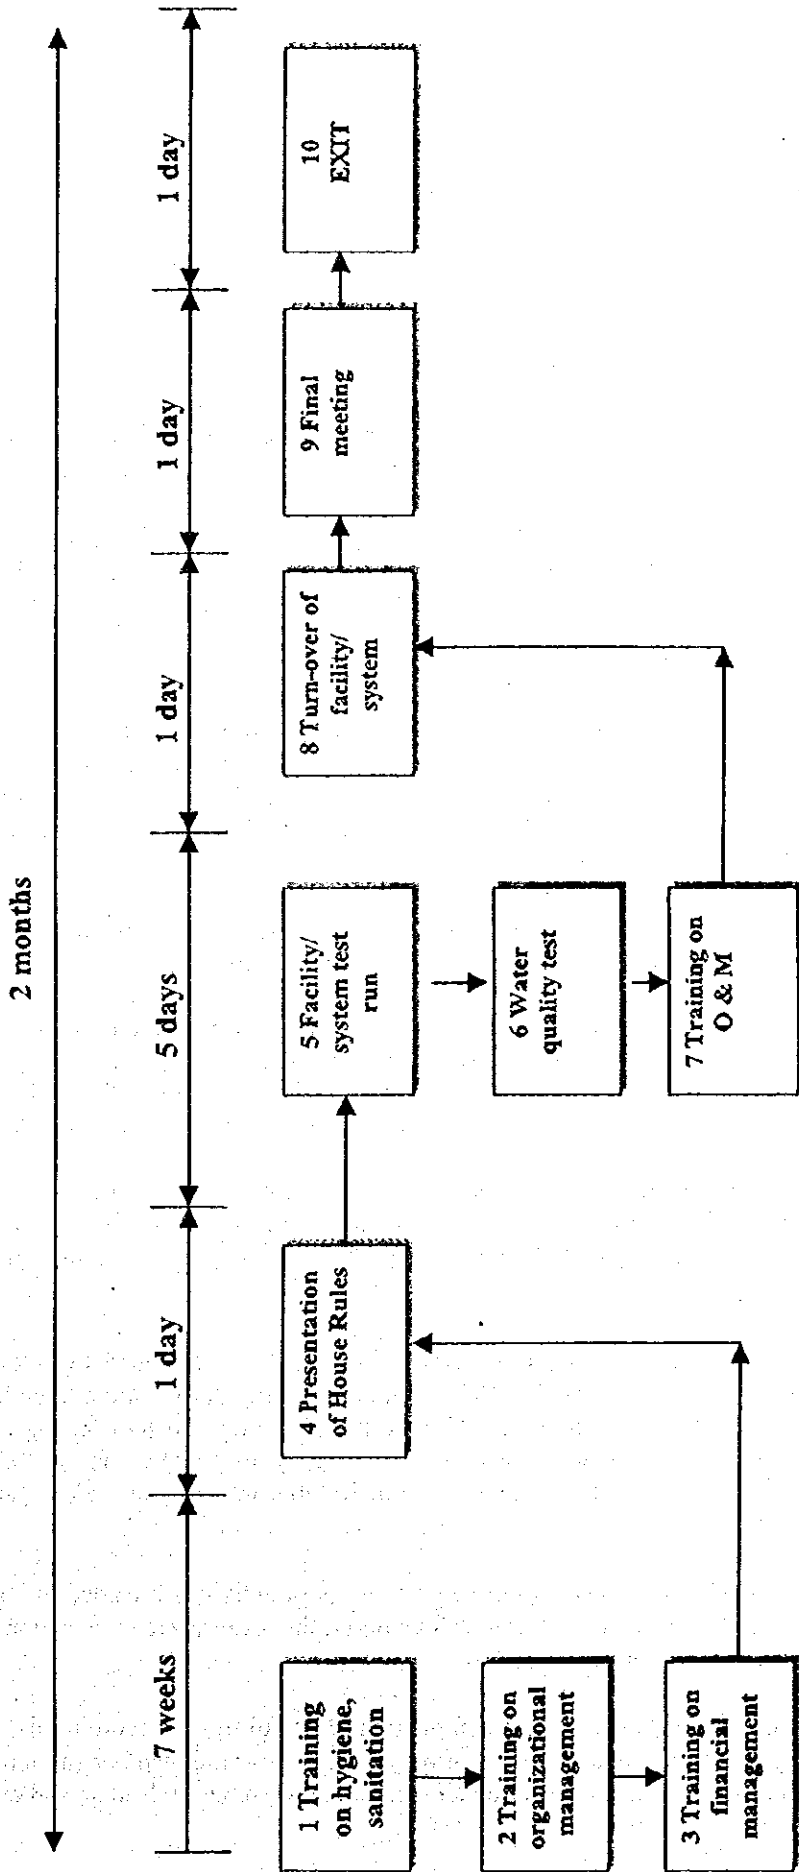 2 months
7 weeks
1 day
5 days
1 day
1 day
1 day
1 Training
on hygiene,
sanitation
2 Training on
organizational
management
3 Training on
financial
management
4 Presentation
of House Rules
5 Facility/
system test
run
6 Water
quality test
7 Training on
O & M
8 Turn-over of
facility/
system
9 Final
meeting
10
EXIT